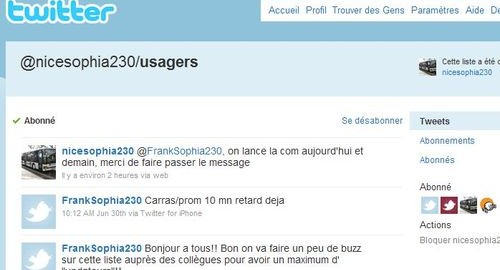 twitter
Accueil Profil Trouver des Gens Paramètres Aide
@nicesophia230/usagers
Cette liste a été
nicesophia230
Abonné
Se désabonner
nicesophia230 @FrankSophia230, on lance la com aujourd'hui et
demain, merci de faire passer le message
Il y a environ 2 heures via web
FrankSophia230 Carras/prom 10 mn retard deja
10:12 AM Jun 30th via Twitter for iPhone
FrankSophia230 Bonjour a tous!! Bon on va faire un peu de buzz
sur cette liste auprès des collègues pour avoir un maximum d'
Tweets
Abonnements
Abonnés
Abonné
Actions
Bloquer nicesophia230